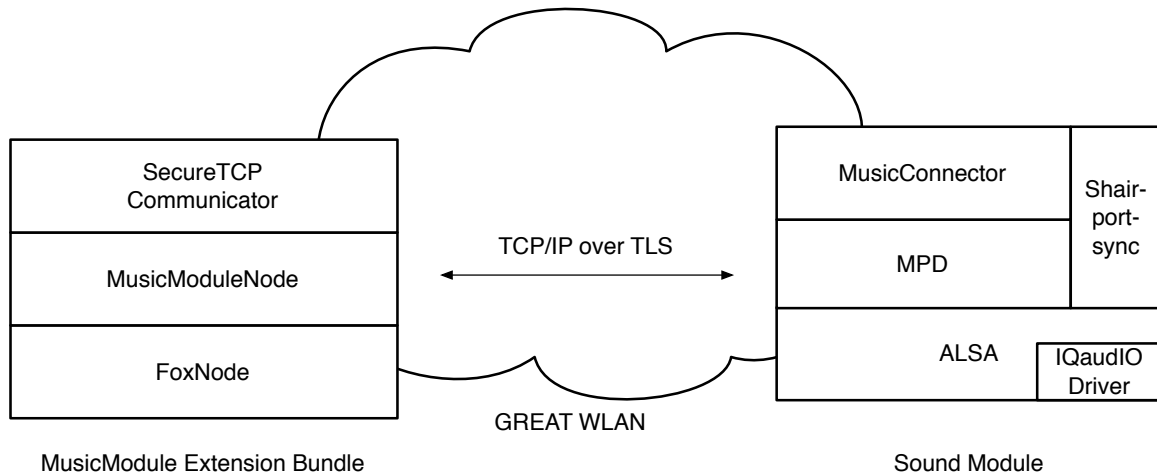 SecureTCP
Communicator
MusicModuleNode
FoxNode
MusicModule Extension Bundle
TCP/IP over TLS
GREAT WLAN
MusicConnector
MPD
Shair-
port-
sync
ALSA
IQaudIO
Driver
Sound Module